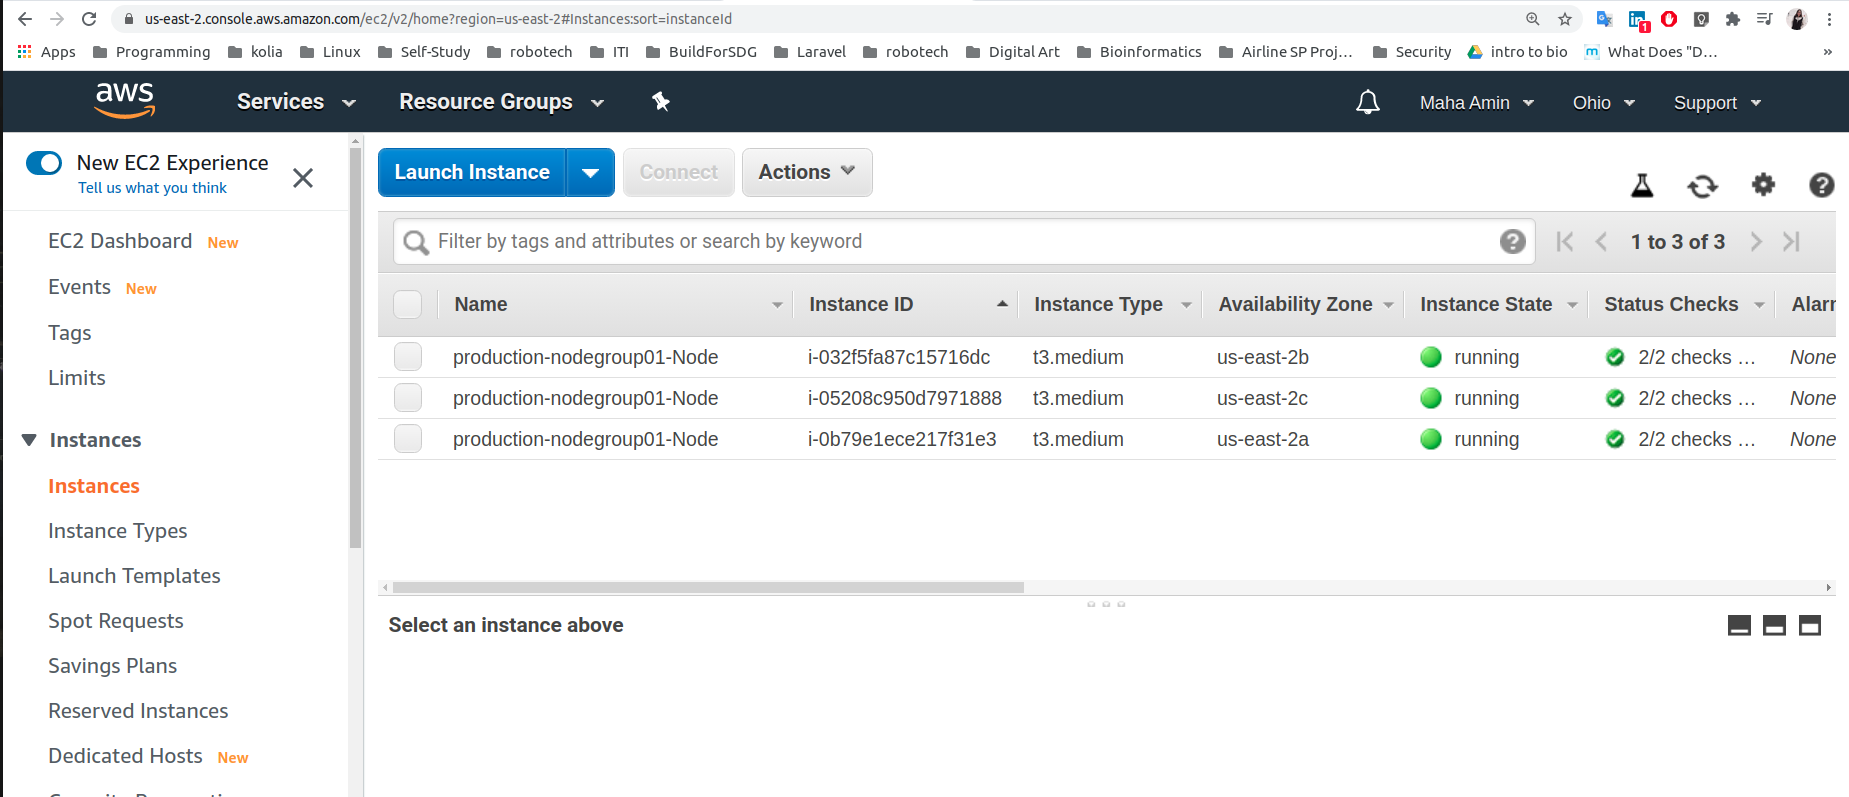 us-east-2.console.aws.amazon.com/ec2/v2/home?region=us-east-2#Instances:sort=instanceId
1
Apps Programming kolia Linux Self-Study robotech ITI BuildForSDG Laravel robotech Digital Art Bioinformatics Airline SP Proj... Security intro to bio m What Does "D... »
aws Services Resource Groups Maha Amin Ohio Support
New EC2 Experience
Tell us what you think
EC2 Dashboard New
Events New
Tags
Limits
Instances
Instances
Instance Types
Launch Templates
Spot Requests
Savings Plans
Reserved Instances
Dedicated Hosts New
Launch Instance Connect Actions
Filter by tags and attributes or search by keyword 1 to 3 of 3
Name Instance ID Instance Type Availability Zone Instance State Status Checks Alarr
production-nodegroup01-Node i-032f5fa87c15716dc t3.medium us-east-2b running 2/2 checks ... None
production-nodegroup01-Node i-05208c950d7971888 t3.medium us-east-2c running 2/2 checks ... None
production-nodegroup01-Node i-0b79e1ece217f31e3 t3.medium us-east-2a running 2/2 checks ... None
Select an instance above